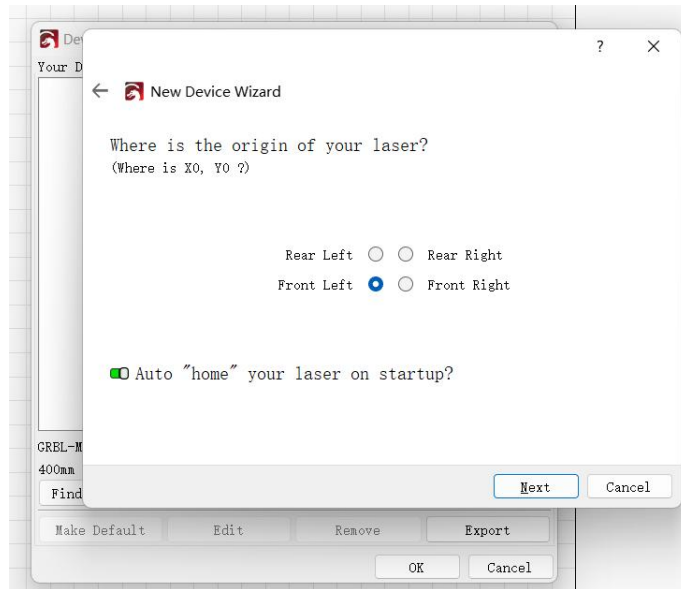 ?
New Device Wizard
Your D
Where is the origin of your laser?
(Where is X0, Y0 ?)
Rear Left Rear Right
Front Left Front Right
Auto "home" your laser on startup?
GRBL-M
400mm
Find
Next Cancel
Make Default Edit Remove Export
OK Cancel